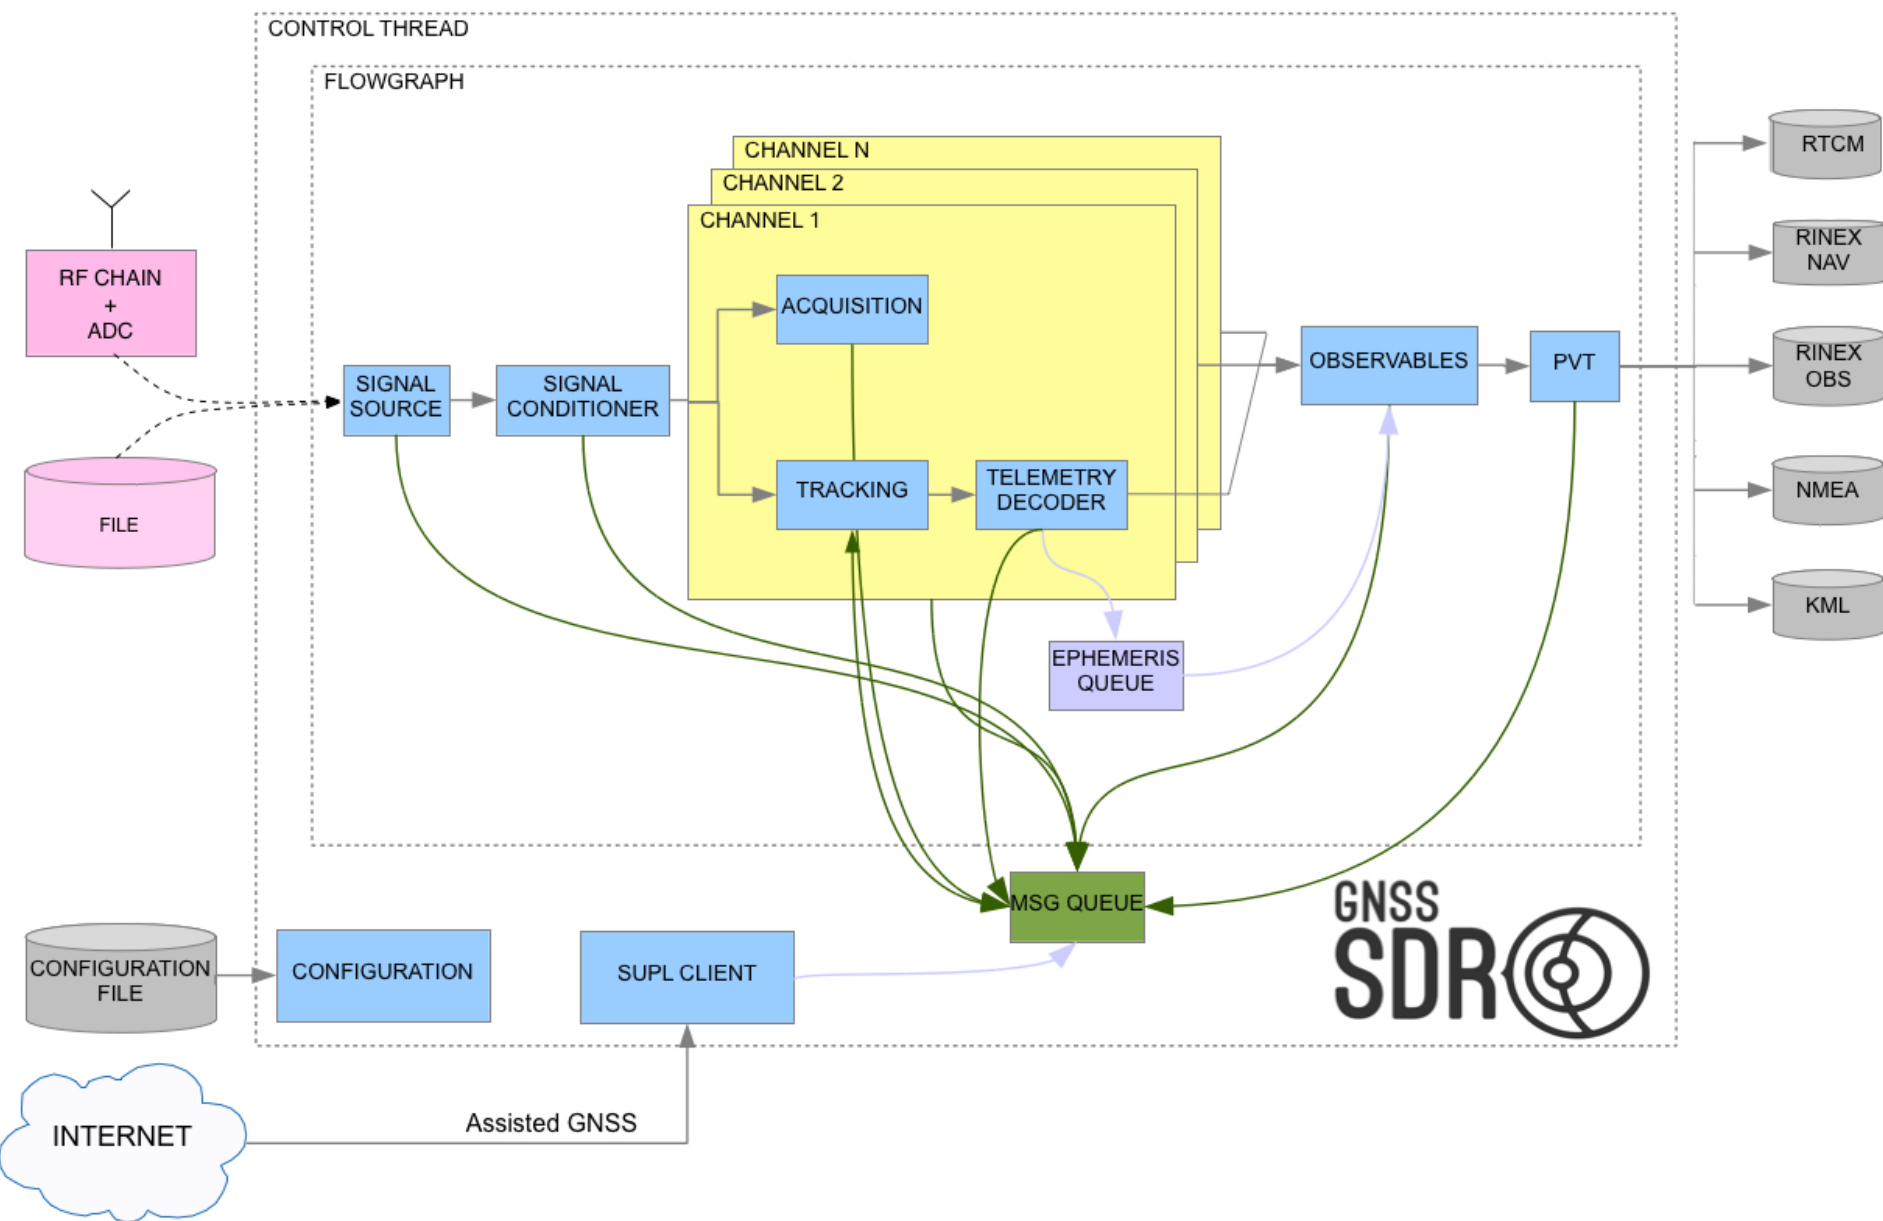 CONTROL THREAD
FLOWGRAPH
CHANNEL N
CHANNEL 2
CHANNEL 1
RF CHAIN
+
ADC
FILE
SIGNAL
SOURCE
SIGNAL
CONDITIONER
ACQUISITION
TRACKING
TELEMETRY
DECODER
OBSERVABLES
PVT
RTCM
RINEX
NAV
RINEX
OBS
NMEA
KML
EPHEMERIS
QUEUE
MSG QUEUE
GNSS
SDR
CONFIGURATION
FILE
CONFIGURATION
SUPL CLIENT
INTERNET
Assisted GNSS